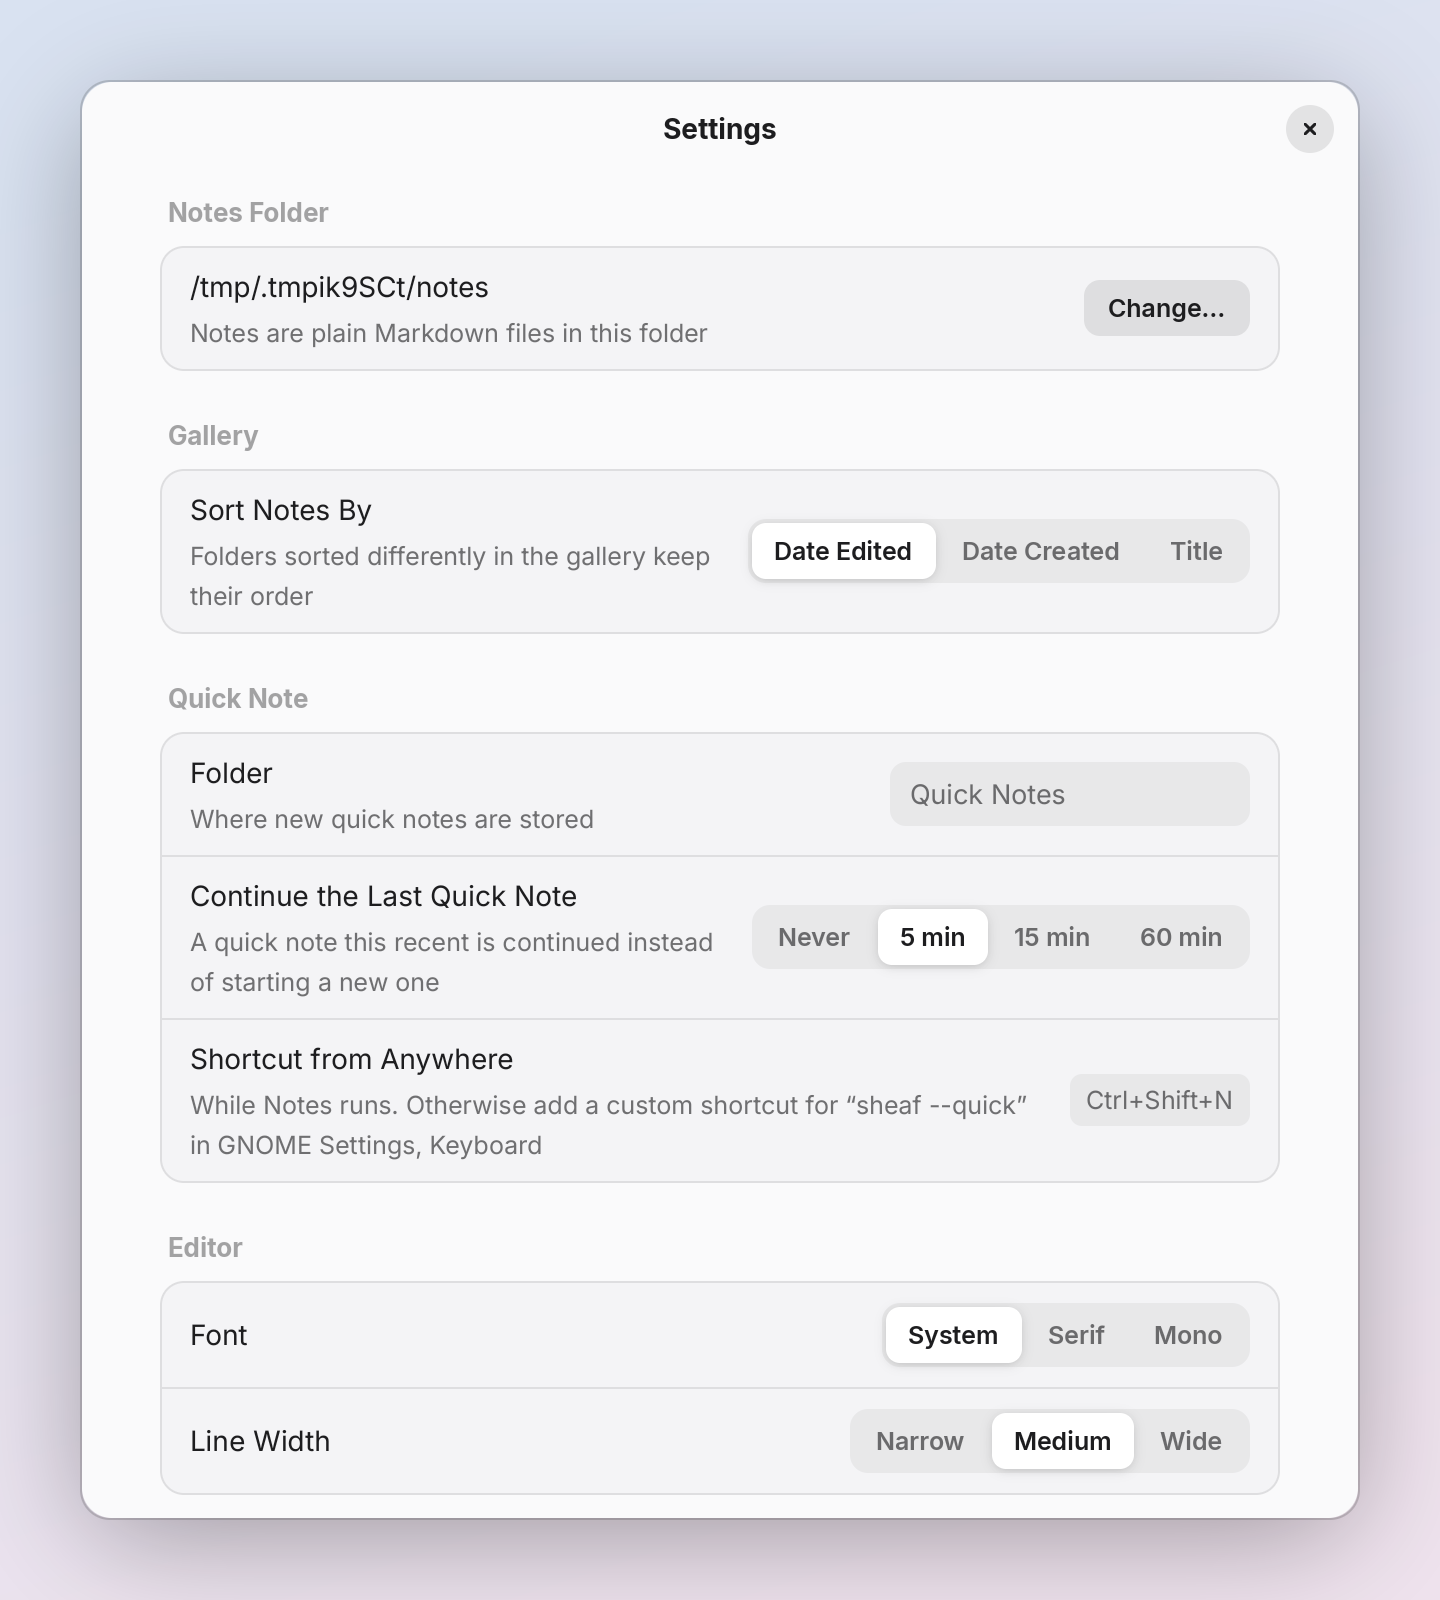 Settings
Notes Folder
/tmp/.tmpik9SCt/notes
Notes are plain Markdown files in this folder
Change...
Gallery
Sort Notes By
Folders sorted differently in the gallery keep
their order
Date Edited
Date Created
Title
Quick Note
Folder
Where new quick notes are stored
Quick Notes
Continue the Last Quick Note
A quick note this recent is continued instead
of starting a new one
Never
5 min
15 min
60 min
Shortcut from Anywhere
While Notes runs. Otherwise add a custom shortcut for “sheaf --quick”
in GNOME Settings, Keyboard
Ctrl+Shift+N
Editor
Font
System
Serif
Mono
Line Width
Narrow
Medium
Wide